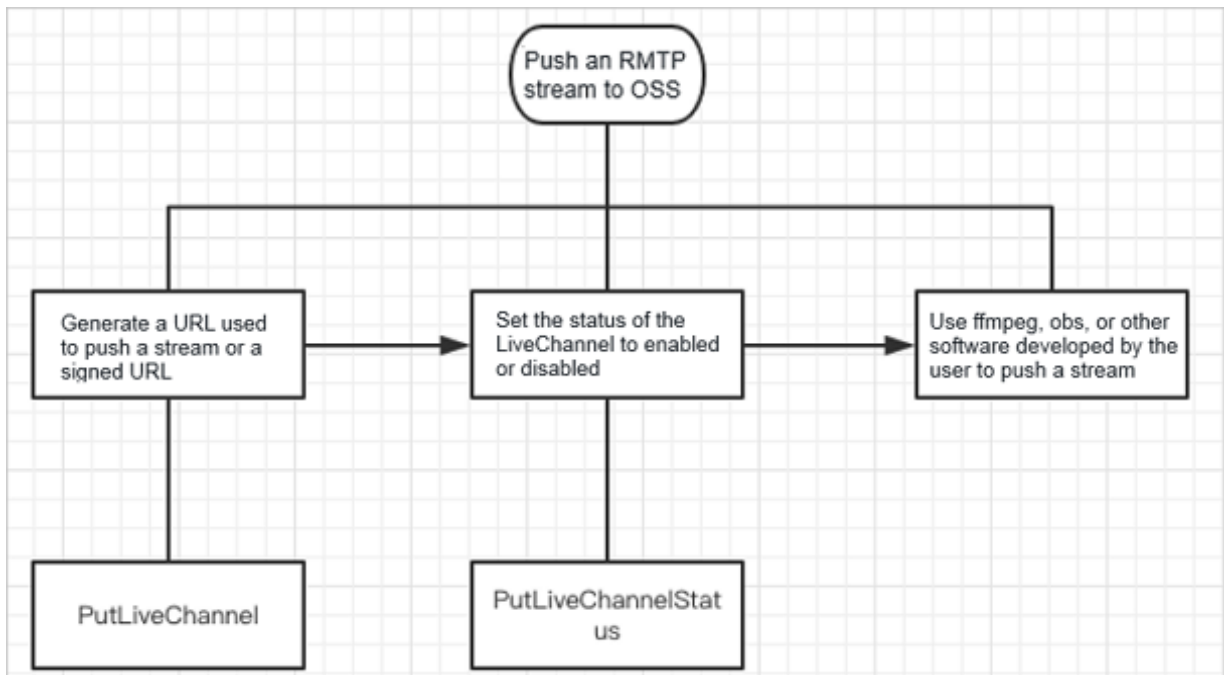 Push an RMTP
stream to OSS
Generate a URL used
to push a stream or a
signed URL
Set the status of the
LiveChannel to enabled
or disabled
Use ffmpeg, obs, or other
software developed by the
user to push a stream
PutLiveChannel
PutLiveChannelStat
us